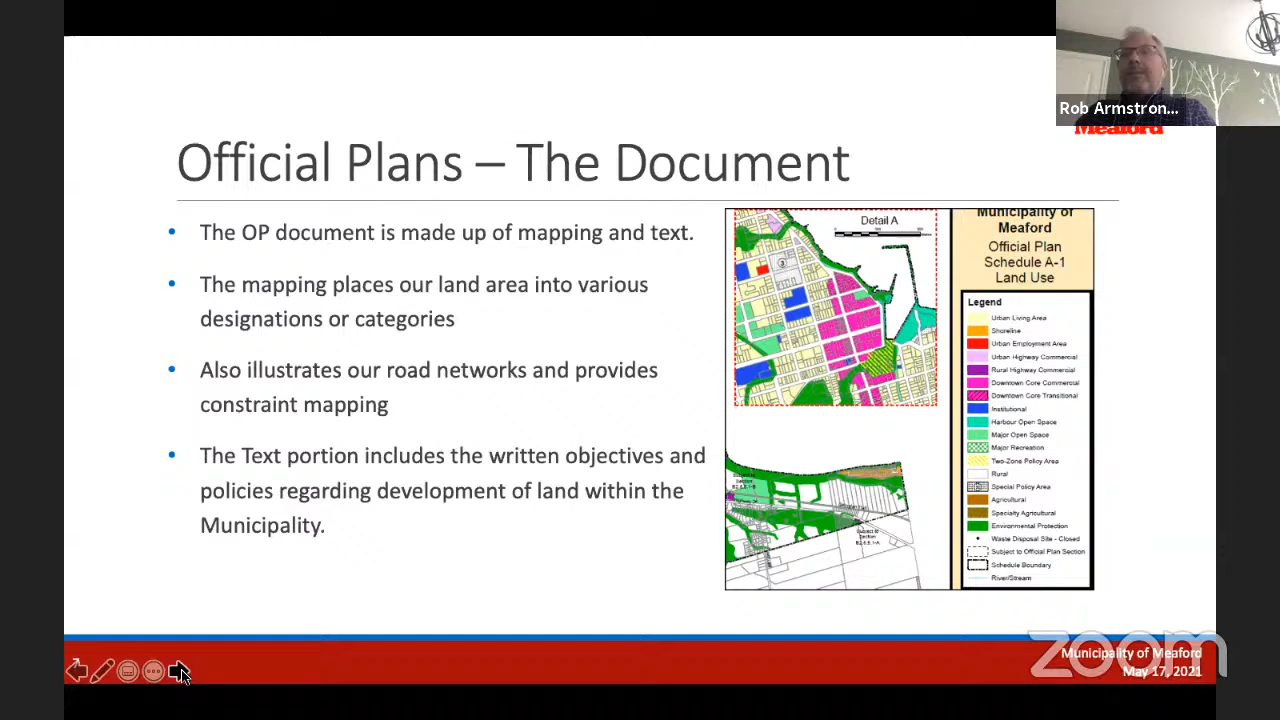 Rob Armstron...
Meaford
Official Plans – The Document
• The OP document is made up of mapping and text.
• The mapping places our land area into various
designations or categories
• Also illustrates our road networks and provides
constraint mapping
• The Text portion includes the written objectives and
policies regarding development of land within the
Municipality.
Detail A
Municipality of
Meaford
Official Plan
Schedule A-1
Land Use
Legend
Urban Living Area
Shoreline
Urban Employment Area
Urban Highway Commercial
Rural Highway Commercial
Downtown Core Commercial
Downtown Core Transitional
Institutional
Harbour Open Space
Major Open Space
Major Recreation
Two-Zone Policy Area
Rural
Special Policy Area
Agricultural
Specialty Agricultural
Environmental Protection
Waste Disposal Site - Closed
Subject to Official Plan Section
Schedule Boundary
River/Stream
Subject to
Section
zoom
Municipality of Meaford
May 17, 2021